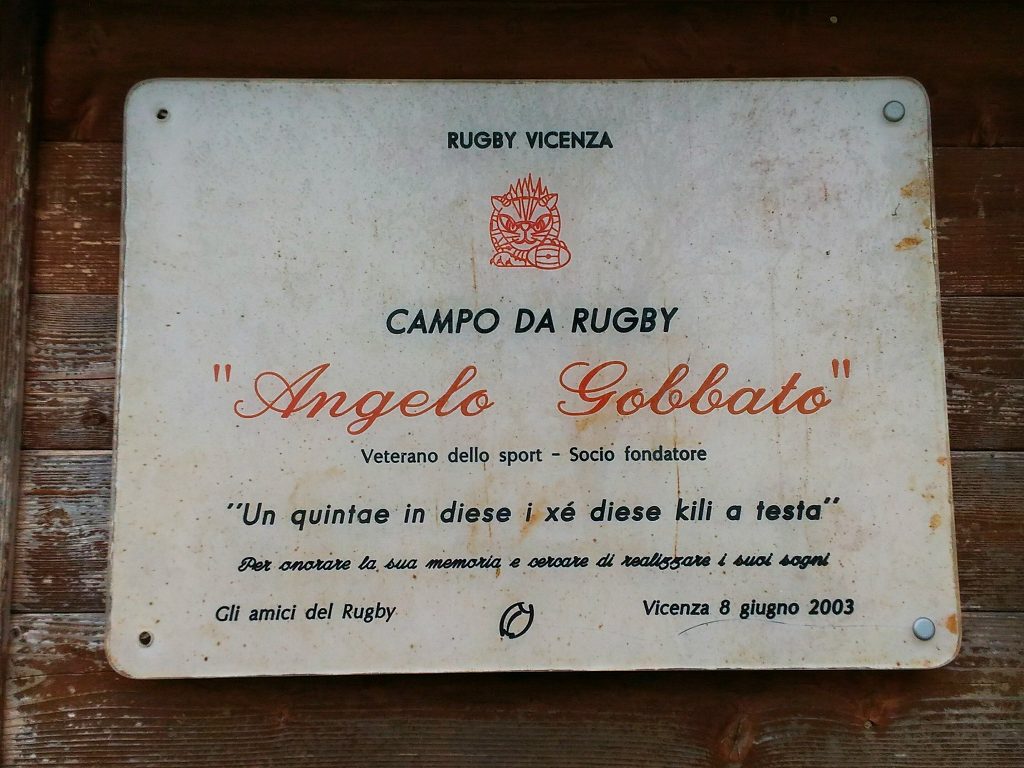 RUGBY VICENZA
CAMPO DA RUGBY
"Angelo Gobbato"
Veterano dello sport - Socio fondatore
"Un quintae in diese i xé diese kili a testa"
Per onorare la sua memoria e cercare di realizzare i suoi sogni
Gli amici del Rugby
Vicenza 8 giugno 2003